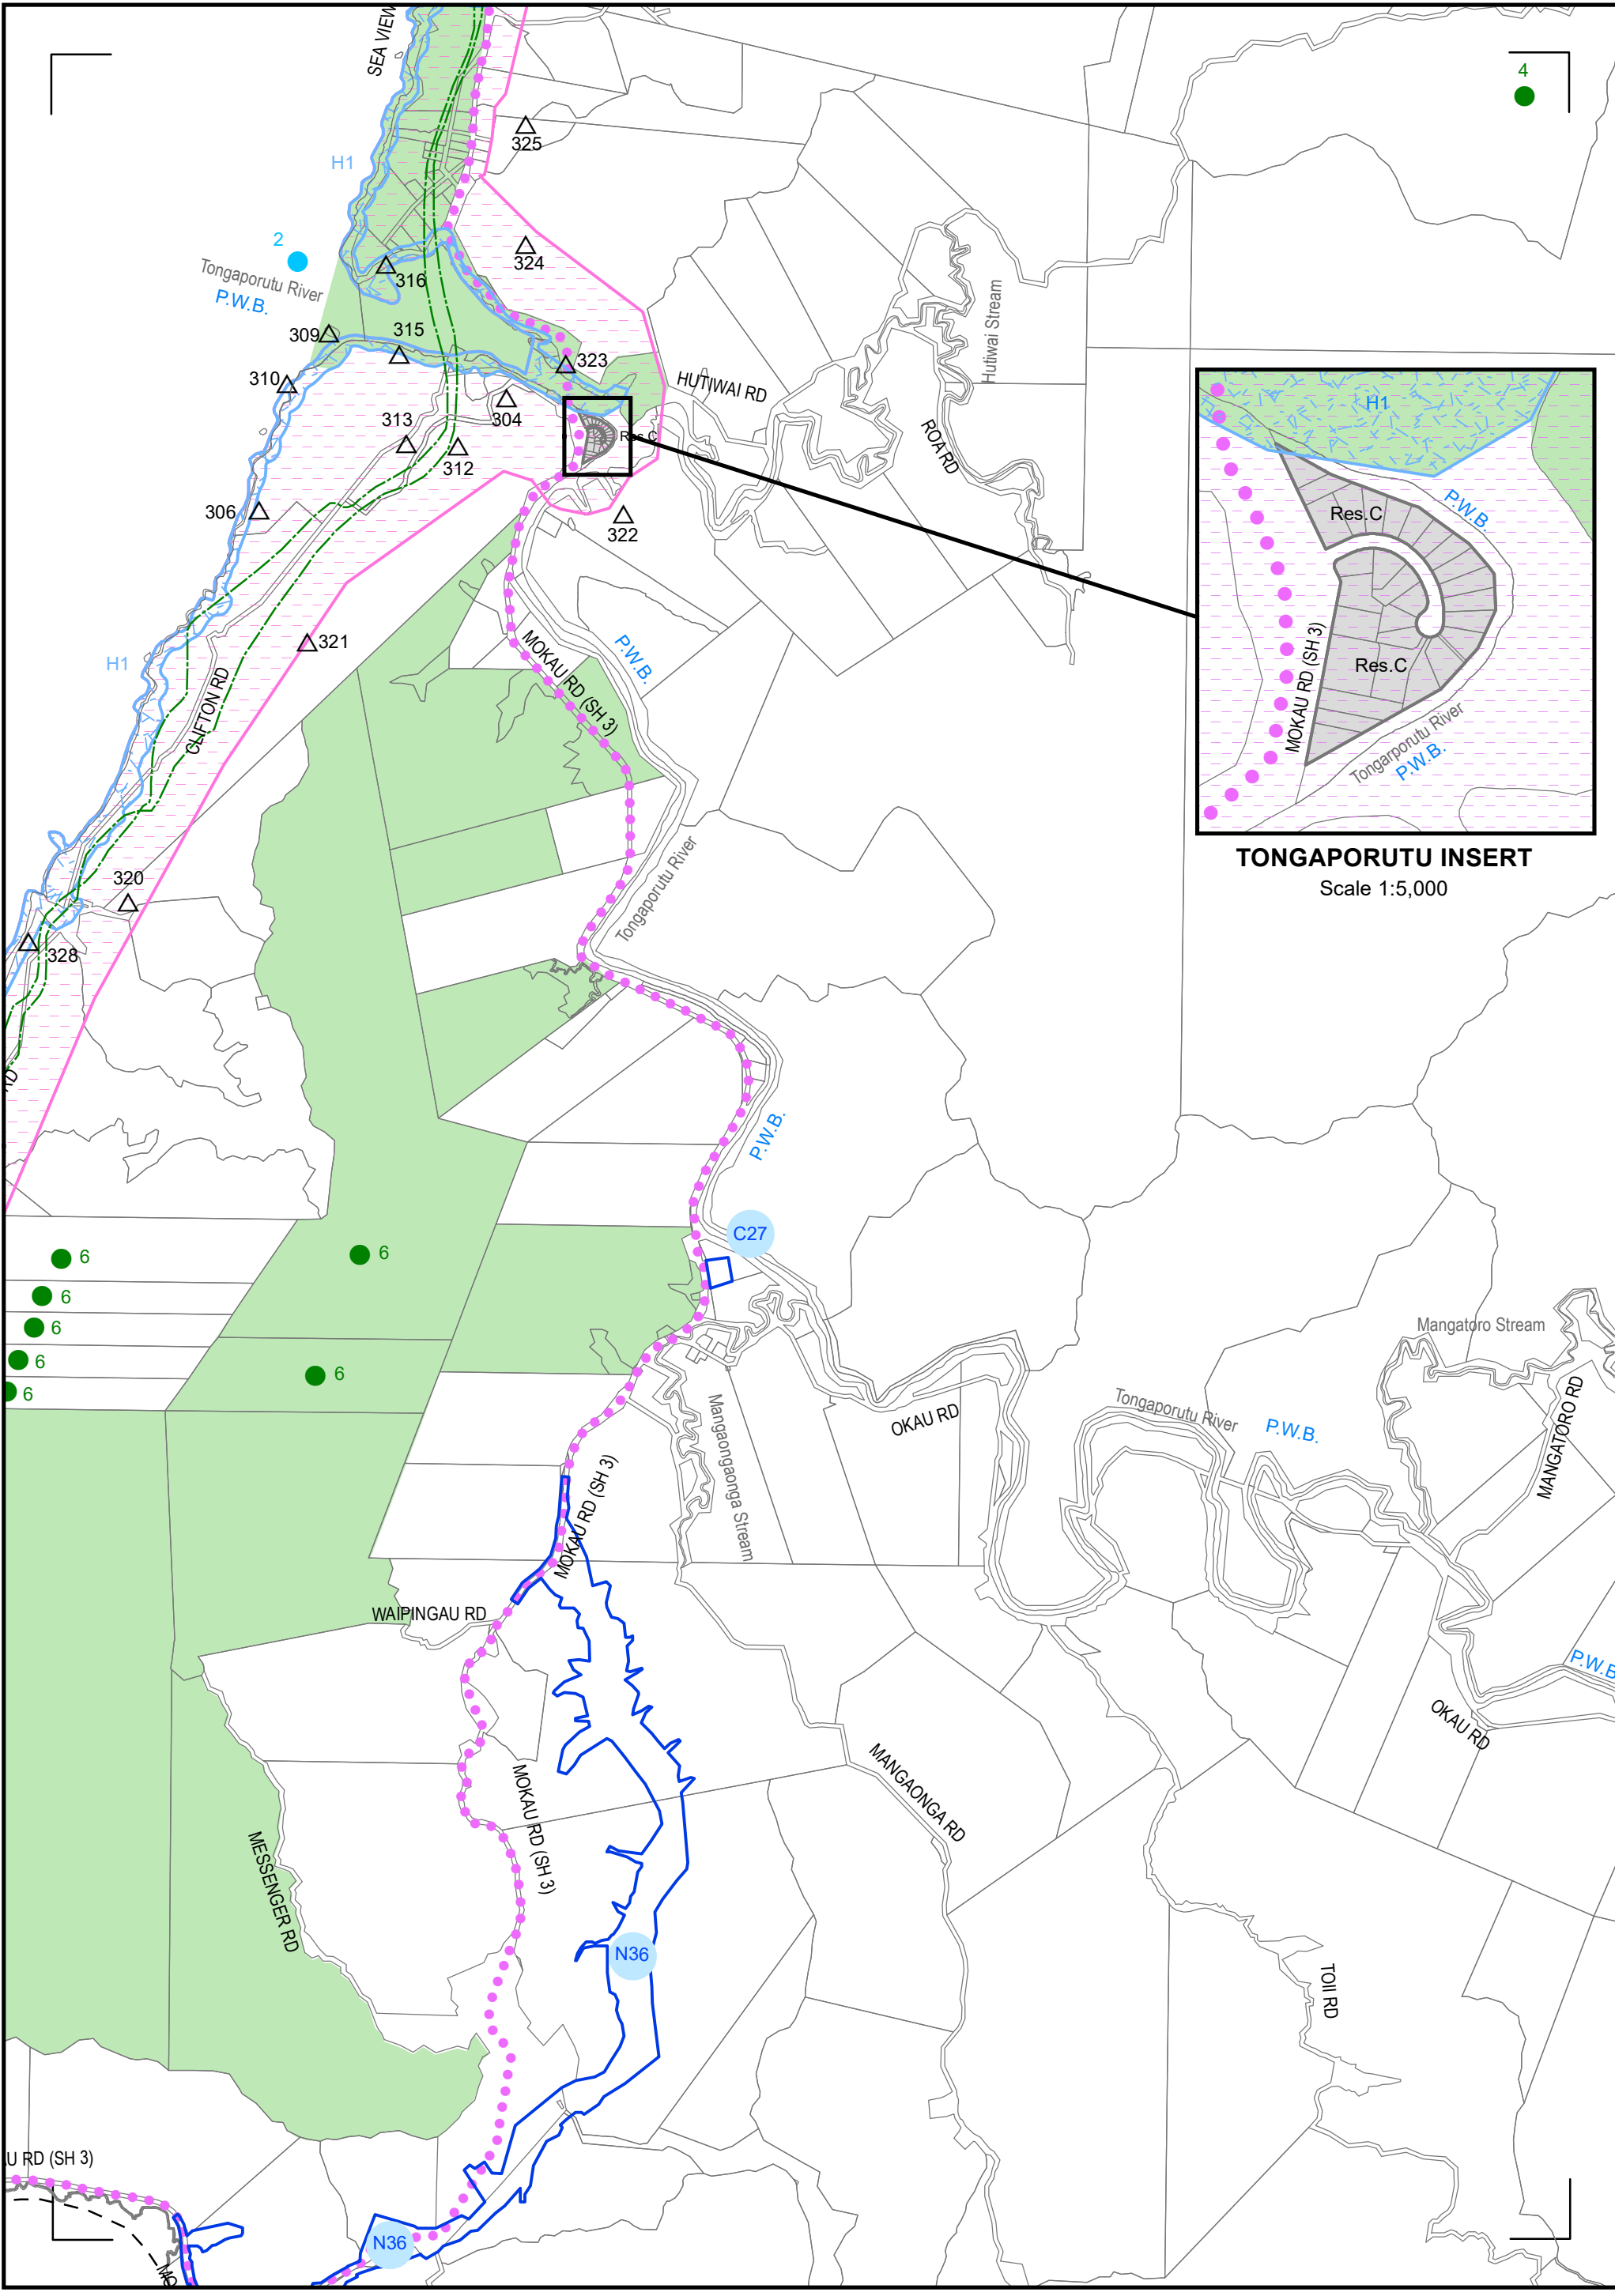 SEA VIEW
4
325
H1
2
324
Tongaporutu River
P.W.B.
316
309
315
323
310
HUTIWAI RD
Hutiwai Stream
304
313
312
Res.C
ROA RD
306
322
321
H1
CLIFTON RD
MOKAU RD (SH 3)
P.W.B.
H1
P.W.B.
Res.C
Res.C
MOKAU RD (SH 3)
Tongarporutu River
P.W.B.
TONGAPORUTU INSERT
Scale 1:5,000
320
328
Tongaporutu River
RD
P.W.B.
C27
6
6
6
6
6
6
6
Mangatoro Stream
MANGATORO RD
Tongaporutu River
P.W.B.
OKAU RD
Mangaongaonga Stream
MOKAU RD (SH 3)
WAIPINGAU RD
P.W.B
OKAU RD
MANGAONGA RD
MOKAU RD (SH 3)
MESSENGER RD
N36
TOII RD
U RD (SH 3)
N36
MO